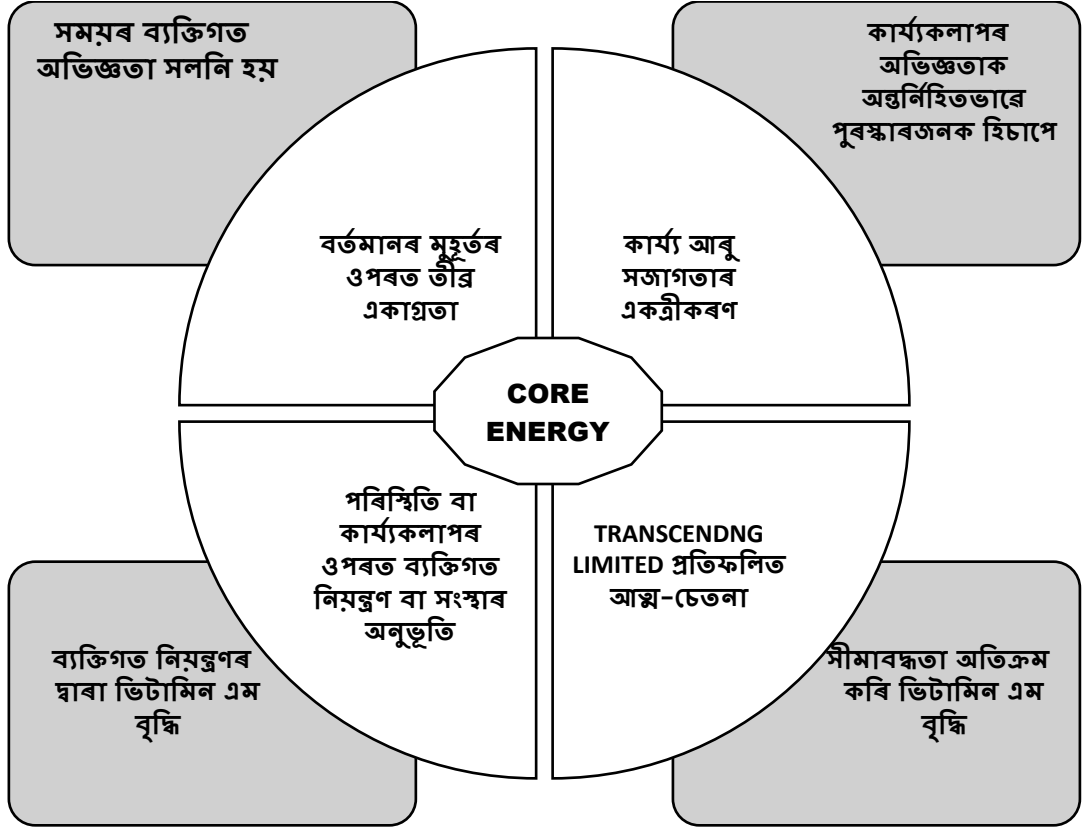 সময়ৰ ব্যক্তিগত
অভিজ্ঞতা সলনি হয়
কাৰ্য্যকলাপৰ
অভিজ্ঞতাক
অন্তৰ্নিহিতভাৱে
পুৰস্কাৰজনক হিচাপে
বৰ্তমানৰ মুহূৰ্তৰ
ওপৰত তীব্ৰ
একাগ্ৰতা
কাৰ্য্য আৰু
সজাগতাৰ
একত্ৰীকৰণ
CORE
ENERGY
পৰিস্থিতি বা
কাৰ্য্যকলাপৰ
ওপৰত ব্যক্তিগত
নিয়ন্ত্ৰণ বা সংস্থাৰ
অনুভূতি
TRANSCENDNG
LIMITED প্ৰতিফলিত
আত্ম-চেতনা
ব্যক্তিগত নিয়ন্ত্ৰণৰ
দ্বাৰা ভিটামিন এম
বৃদ্ধি
সীমাবদ্ধতা অতিক্ৰম
কৰি ভিটামিন এম
বৃদ্ধি